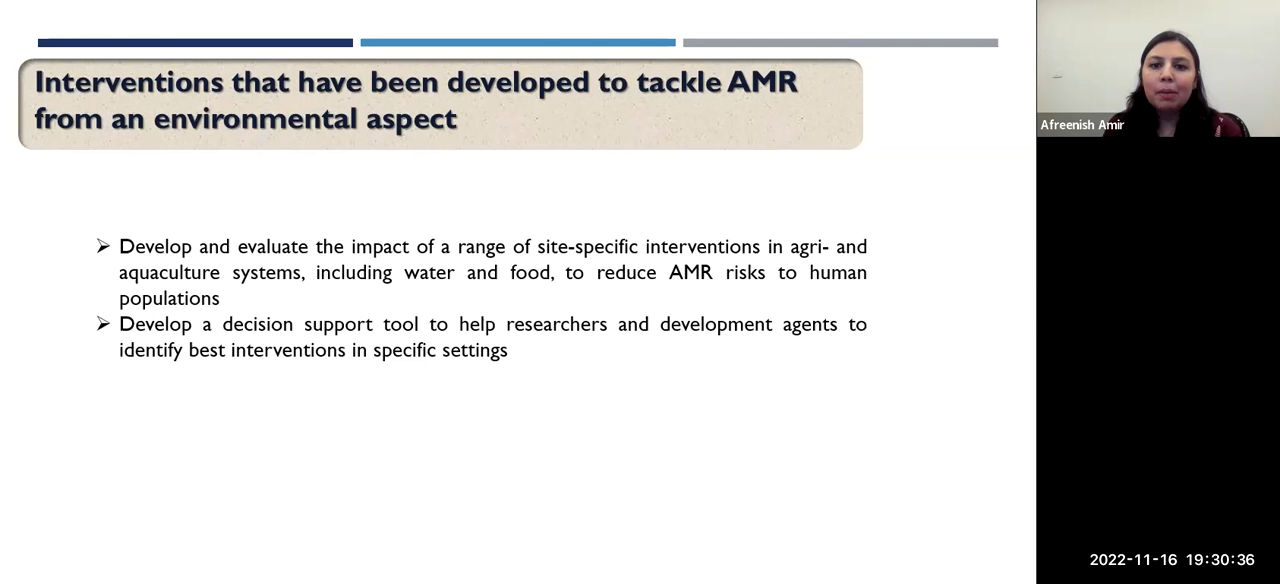 Interventions that have been developed to tackle AMR
from an environmental aspect
Afreenish Amir
➢ Develop and evaluate the impact of a range of site-specific interventions in agri- and
aquaculture systems, including water and food, to reduce AMR risks to human
populations
➢ Develop a decision support tool to help researchers and development agents to
identify best interventions in specific settings
2022-11-16 19:30:36